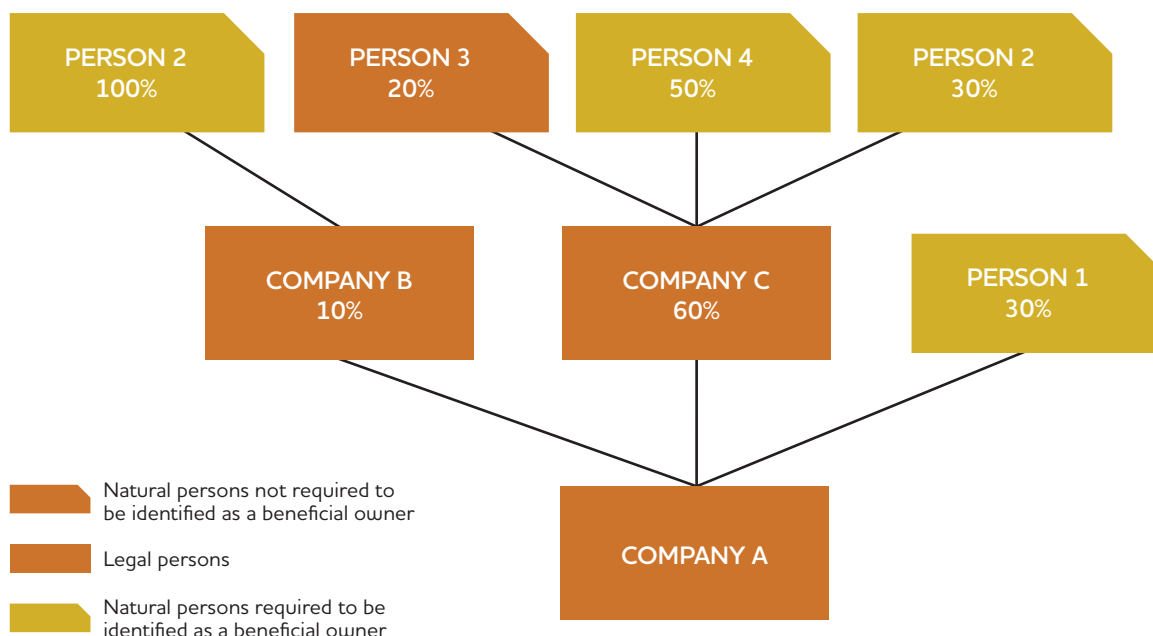 PERSON 2
100%
PERSON 3
20%
PERSON 4
50%
PERSON 2
30%
COMPANY B
10%
COMPANY C
60%
PERSON 1
30%
Natural persons not required to
be identified as a beneficial owner
Legal persons
Natural persons required to be
identified as a beneficial owner
COMPANY A